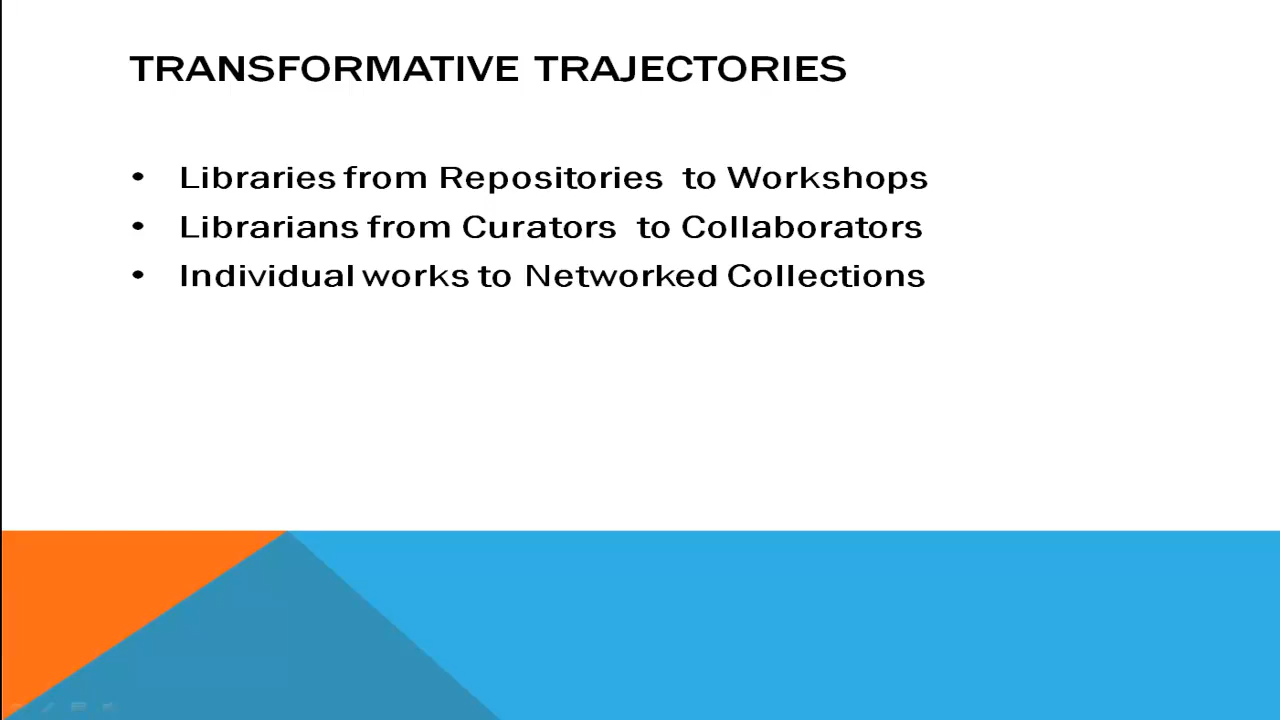 TRANSFORMATIVE TRAJECTORIES
• Libraries from Repositories to Workshops
• Librarians from Curators to Collaborators
• Individual works to Networked Collections